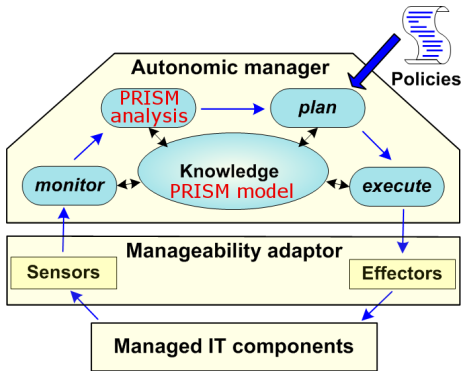 Policies
Autonomic manager
PRISM
analysis
plan
Knowledge
PRISM model
monitor
execute
Manageability adaptor
Sensors
Effectors
Managed IT components